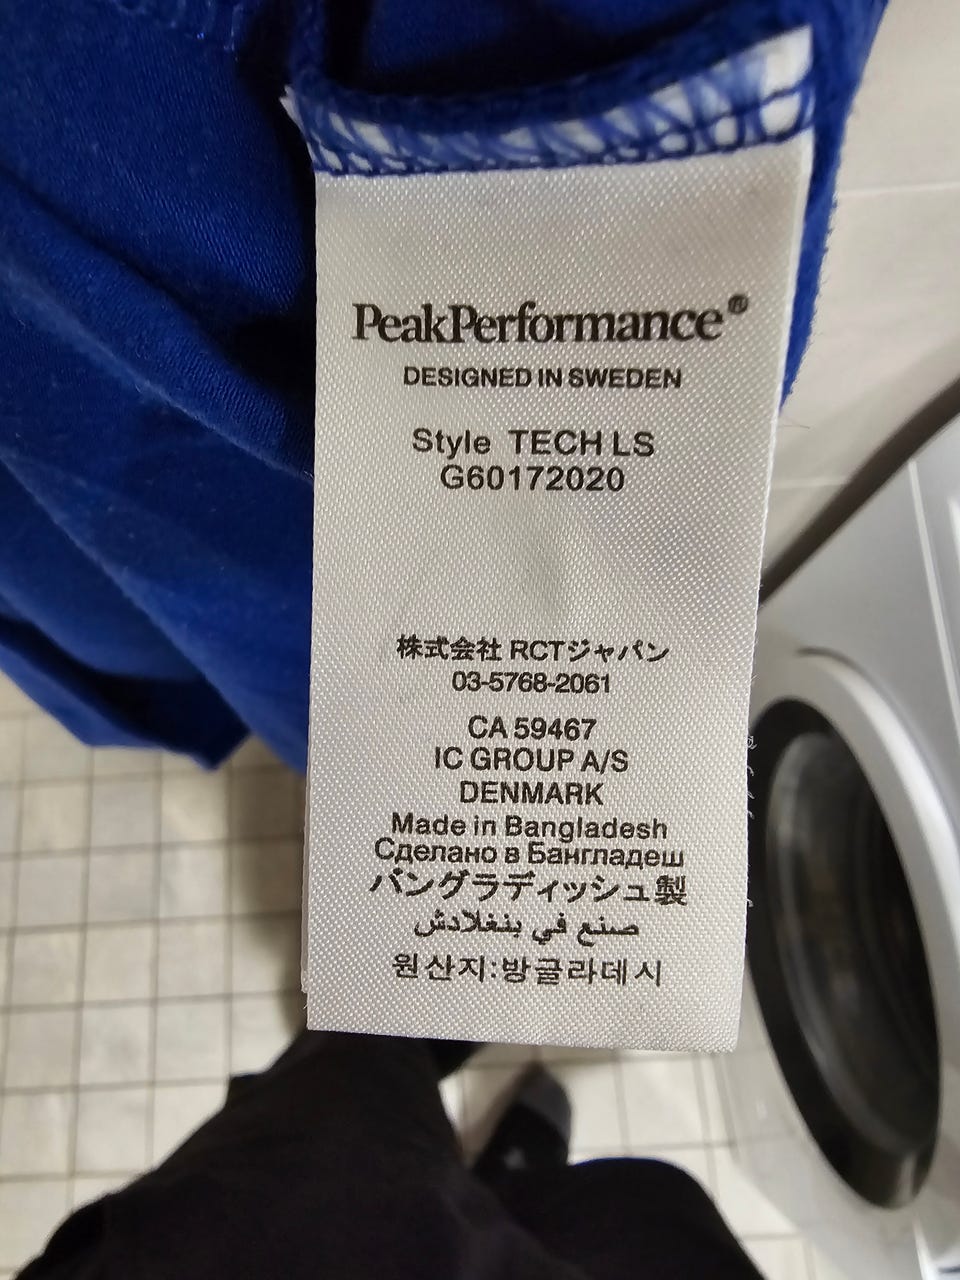 PeakPerformance®
DESIGNED IN SWEDEN
Style TECH LS
G60172020
株式会社 RCTジャパン
03-5768-2061
CA 59467
IC GROUP A/S
DENMARK
Made in Bangladesh
Сделано в Бангладеш
バングラディッシュ製
صنع في بنغلادش
원산지:방글라데시